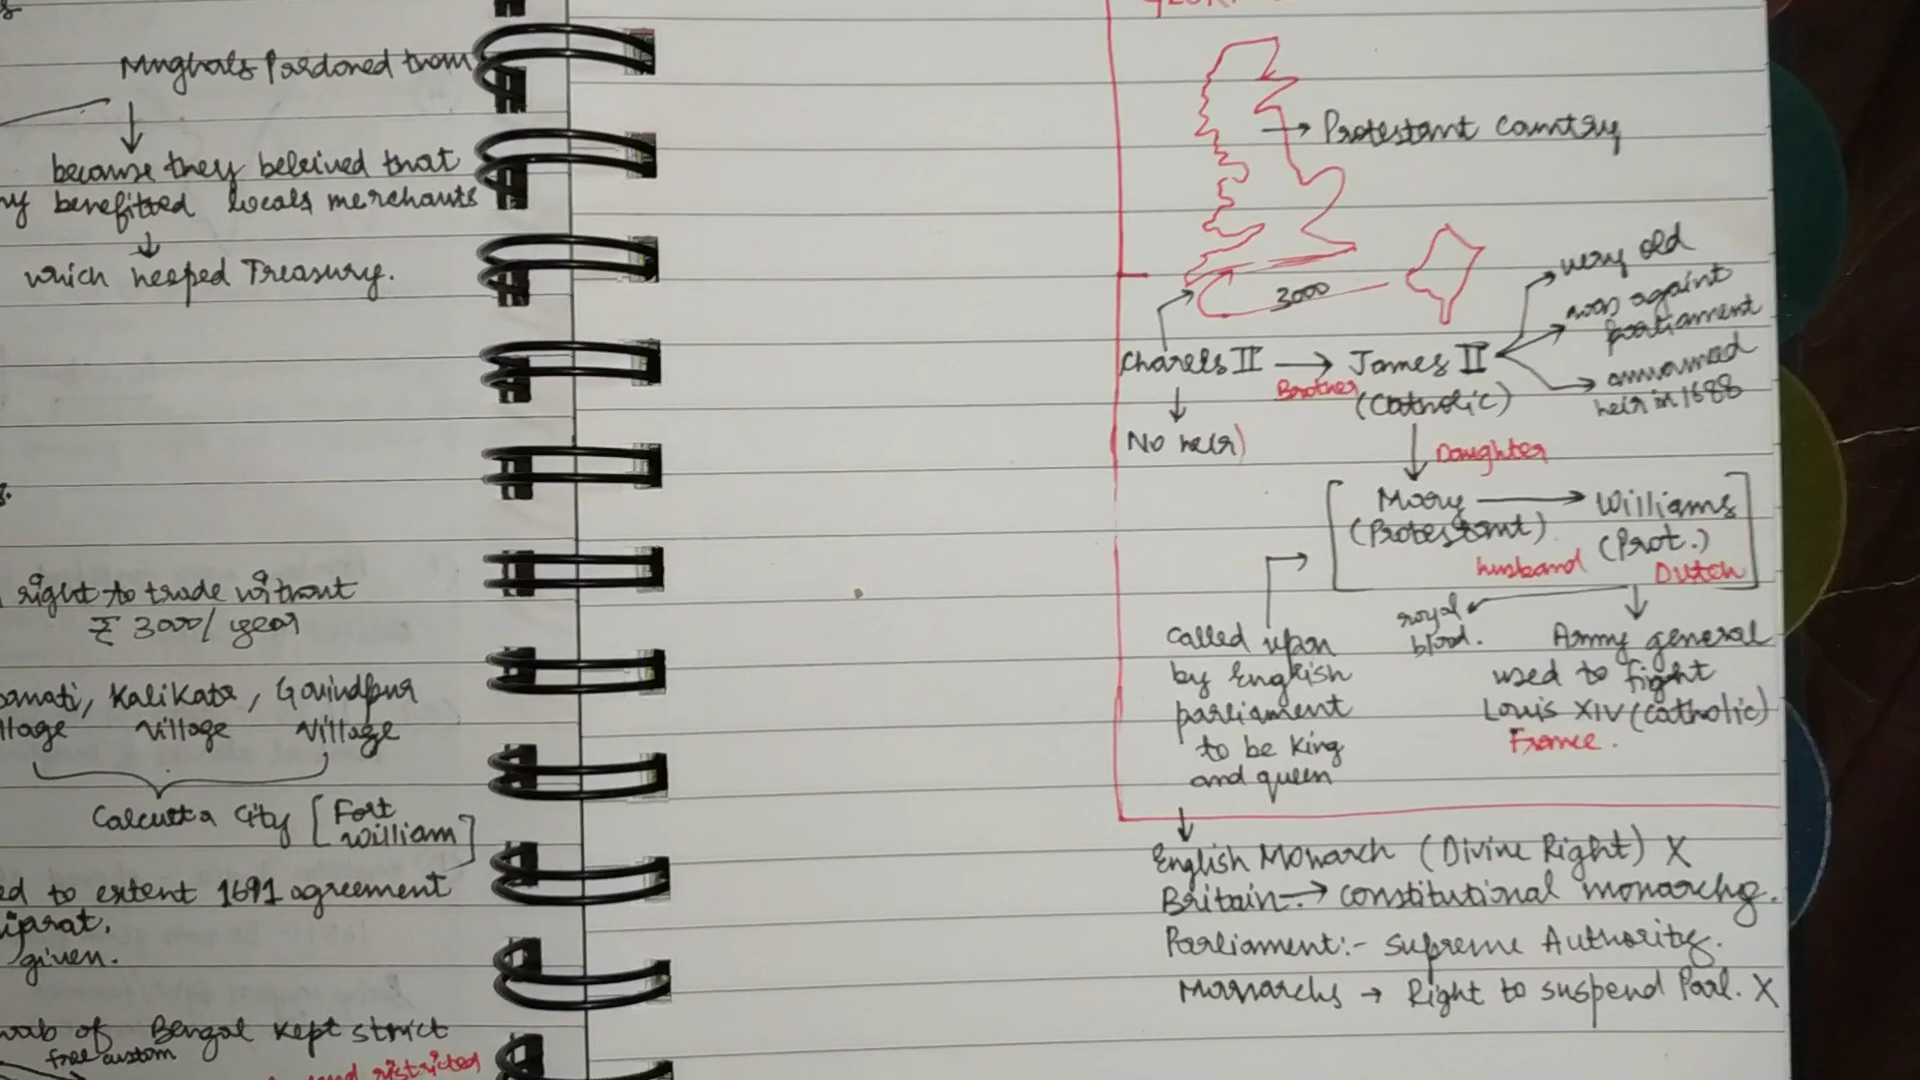 Mughals Pardoned them
because they beleived that
benefitted locals merchants
which heeped Treasury.
right to trade without
₹ 3000/ year
Kalikata, Govindpur
Village Village
Calcutta City [Fort William]
to extent 1691 agreement
given.
of Bengal kept strict
free custom
Protestant country
3000
very old
was againt
parliament
Charels II → James II
Brother
(Catholic)
heir in 1688
No heir)
Daughter
Mary → Williams
(Protestant) (Prot.)
husband Dutch
royal
blood.
called upon
by English
parliament
to be king
and queen
Army general
used to fight
Louis XIV (Catholic)
France.
English Monarch (Divine Right) X
Britain → constitutional monarchy.
Parliament:- Supreme Authority.
Monarchs → Right to suspend Parl. X